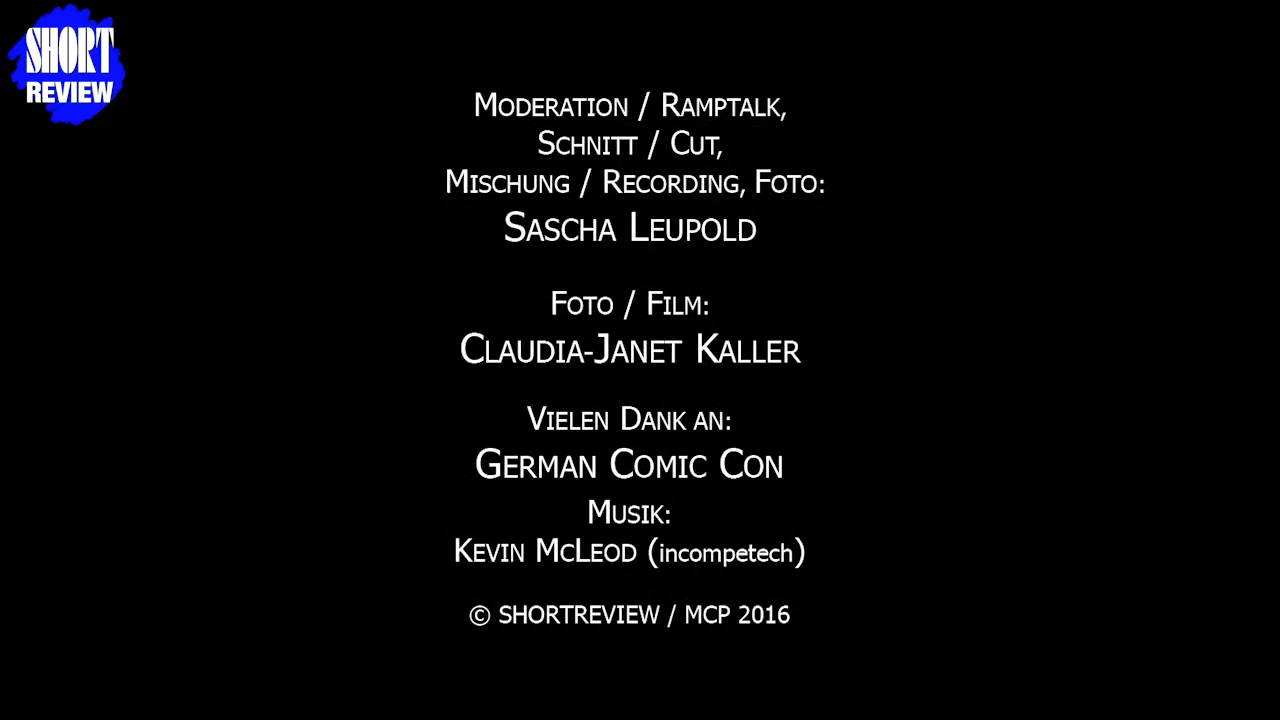 SHORT
REVIEW
Moderation / Ramptalk,
Schnitt / Cut,
Mischung / Recording, Foto:
Sascha Leupold
Foto / Film:
Claudia-Janet Kaller
Vielen Dank an:
German Comic Con
Musik:
Kevin McLeod (incompetech)
© SHORTREVIEW / MCP 2016